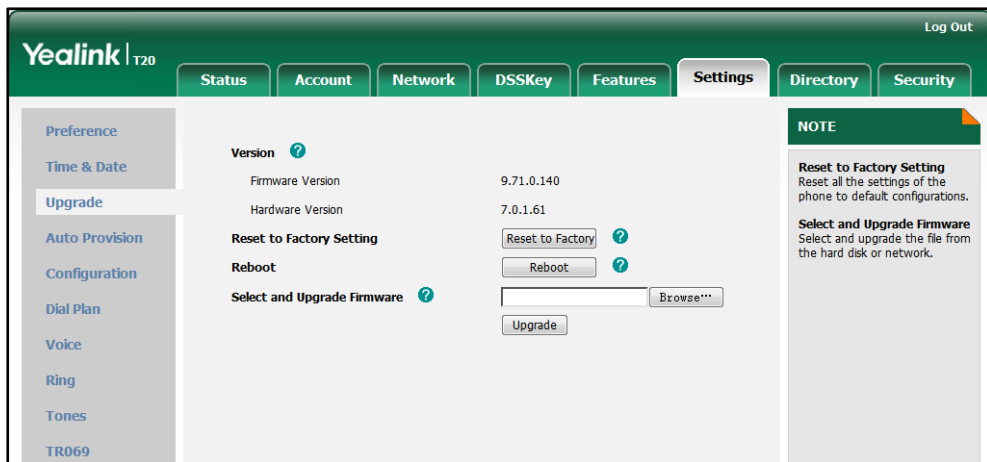 Log Out
Yealink | T20
Status Account Network DSSKey Features Settings Directory Security
Preference
Time & Date
Upgrade
Auto Provision
Configuration
Dial Plan
Voice
Ring
Tones
TR069
Version ?
Firmware Version 9.71.0.140
Hardware Version 7.0.1.61
Reset to Factory Setting Reset to Factory ?
Reboot Reboot ?
Select and Upgrade Firmware ? Browse...
Upgrade
NOTE
Reset to Factory Setting
Reset all the settings of the
phone to default configurations.
Select and Upgrade Firmware
Select and upgrade the file from
the hard disk or network.